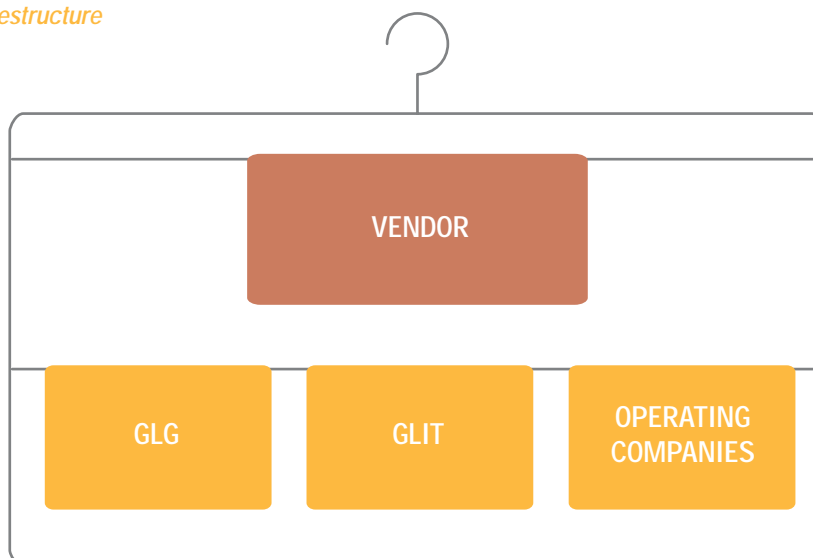 estructure
VENDOR
GLG
GLIT
OPERATING
COMPANIES